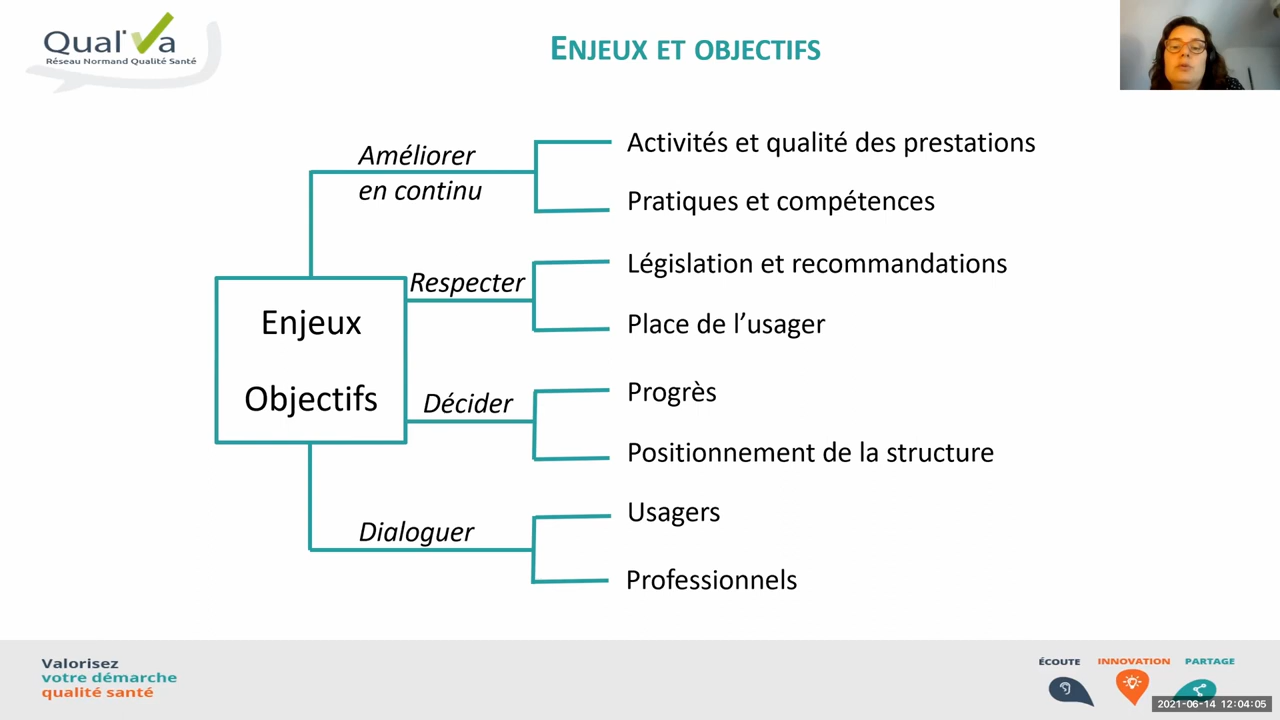 Qual'Va
Réseau Normand Qualité Santé
ENJEUX ET OBJECTIFS
Améliorer
en continu
Activités et qualité des prestations
Pratiques et compétences
Respecter
Législation et recommandations
Place de l’usager
Enjeux
Objectifs
Décider
Progrès
Positionnement de la structure
Dialoguer
Usagers
Professionnels
Valorisez
votre démarche
qualité santé
ÉCOUTE
INNOVATION
PARTAGE
2021-06-14 12:04:05